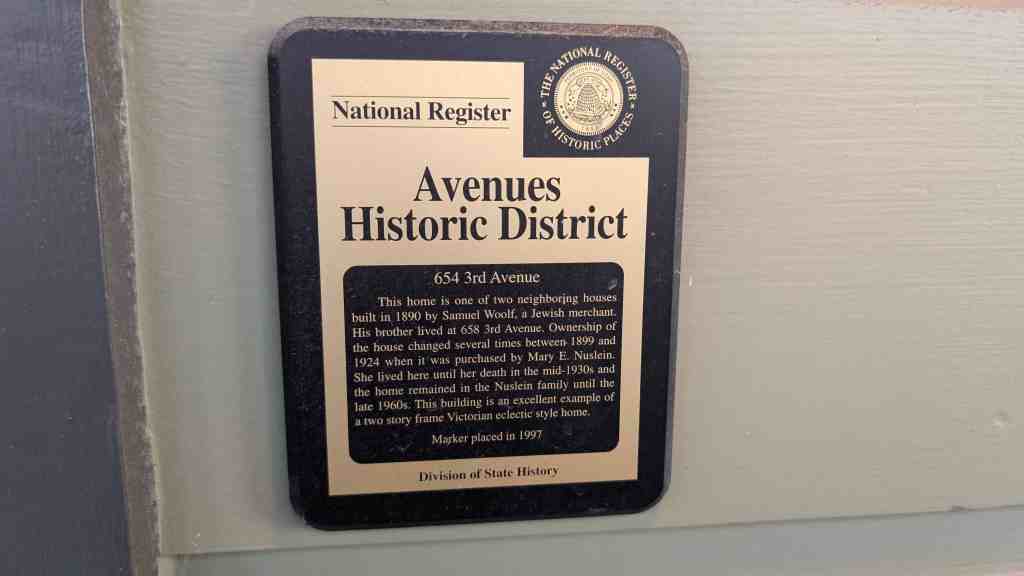 THE NATIONAL REGISTER
OF HISTORIC PLACES
National Register
Avenues
Historic District
654 3rd Avenue
This home is one of two neighboring houses
built in 1890 by Samuel Woolf, a Jewish merchant.
His brother lived at 658 3rd Avenue. Ownership of
the house changed several times between 1899 and
1924 when it was purchased by Mary E. Nuslein.
She lived here until her death in the mid-1930s and
the home remained in the Nuslein family until the
late 1960s. This building is an excellent example of
a two story frame Victorian eclectic style home.
Marker placed in 1997
Division of State History